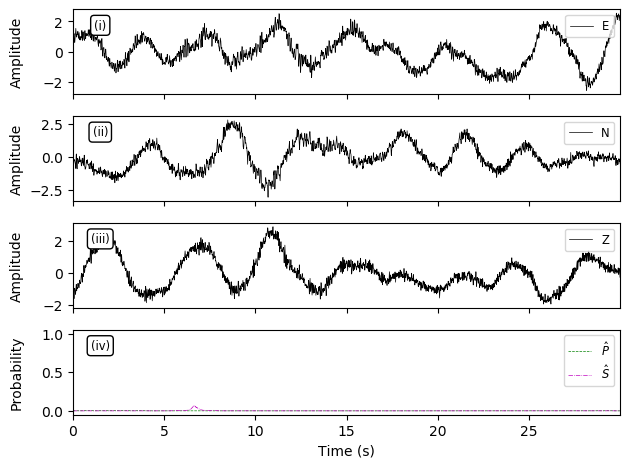 Amplitude
2
0
−2
(i)
E
Amplitude
2.5
0.0
−2.5
(ii)
N
Amplitude
2
0
−2
(iii)
Z
Probability
1.0
0.5
0.0
(iv)
P̂
Ŝ
0 5 10 15 20 25
Time (s)